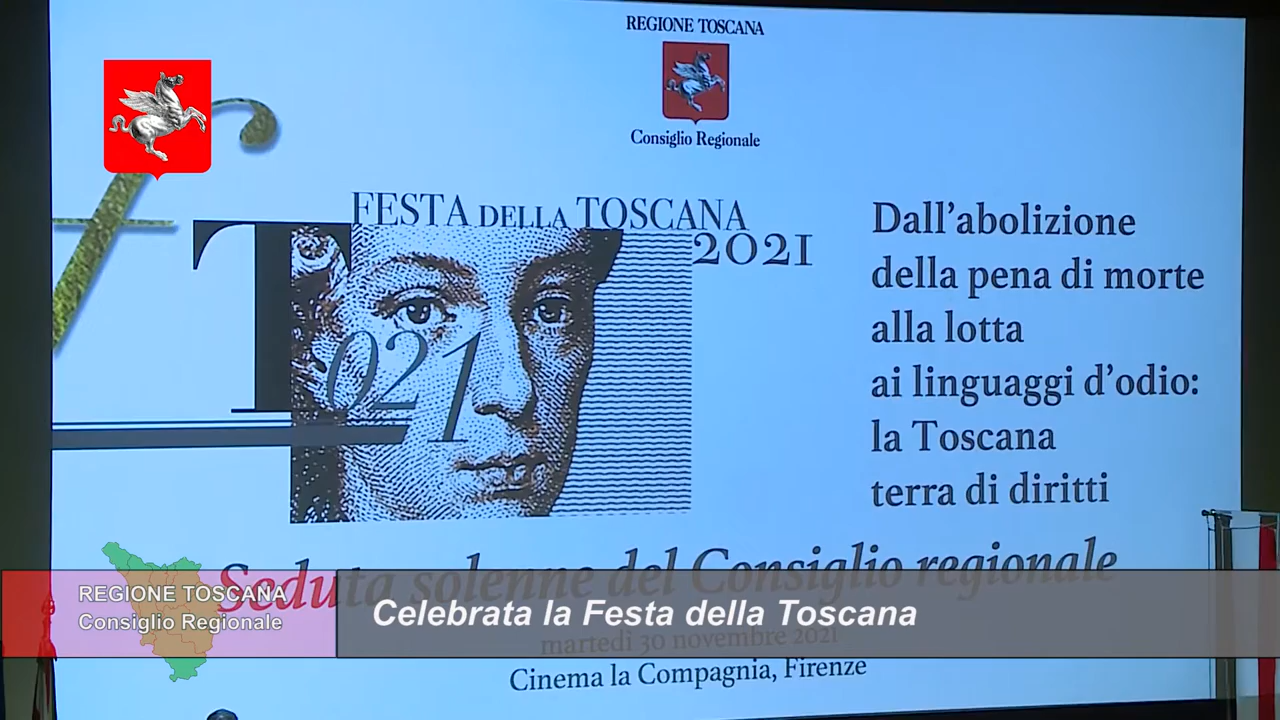 REGIONE TOSCANA
Consiglio Regionale
FESTA DELLA TOSCANA
2021
T
021
Dall'abolizione
della pena di morte
alla lotta
ai linguaggi d'odio:
la Toscana
terra di diritti
Seduta solenne del Consiglio regionale
martedì 30 novembre 2021
Cinema la Compagnia, Firenze
REGIONE TOSCANA
Consiglio Regionale
Celebrata la Festa della Toscana